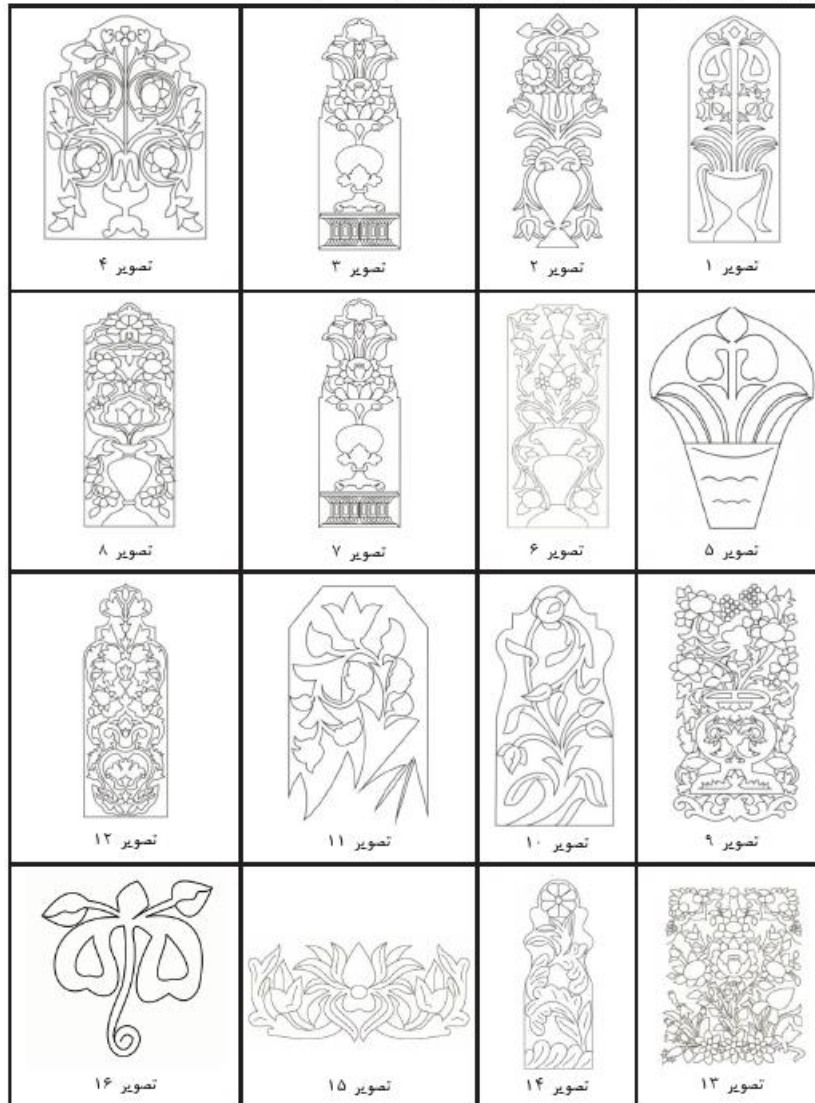 تصویر ۱
تصویر ۲
تصویر ۳
تصویر ۴
تصویر ۵
تصویر ۶
تصویر ۷
تصویر ۸
تصویر ۹
تصویر ۱۰
تصویر ۱۱
تصویر ۱۲
تصویر ۱۳
تصویر ۱۴
تصویر ۱۵
تصویر ۱۶